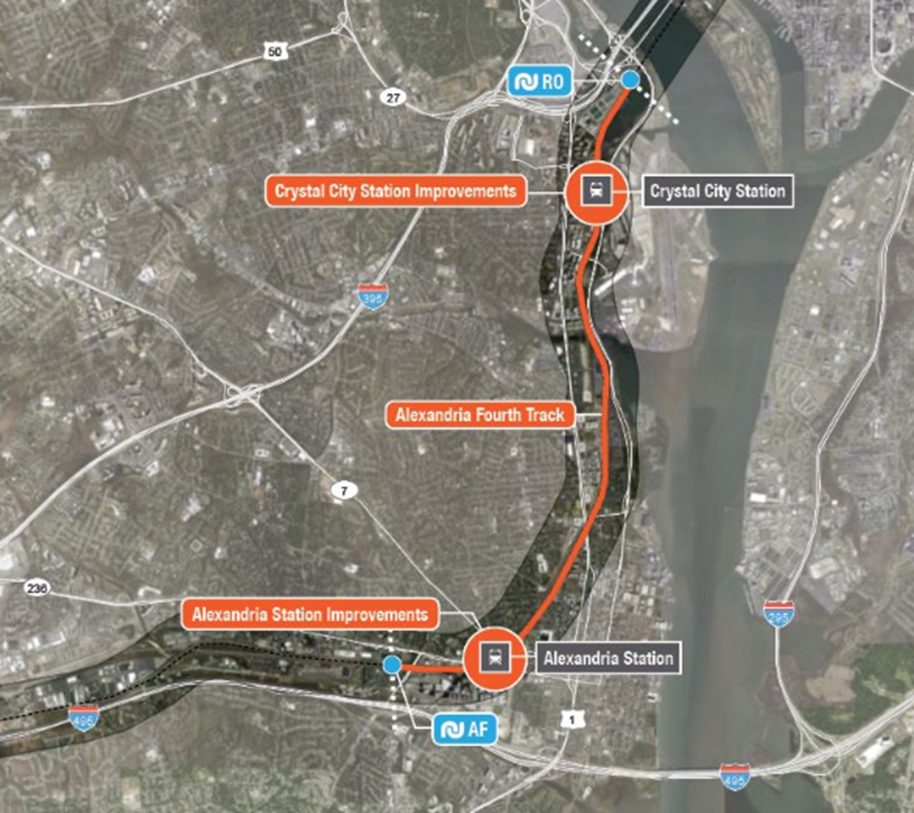 50
RO
27
Crystal City Station Improvements
Crystal City Station
395
Alexandria Fourth Track
7
236
Alexandria Station Improvements
295
Alexandria Station
495
1
AF
495